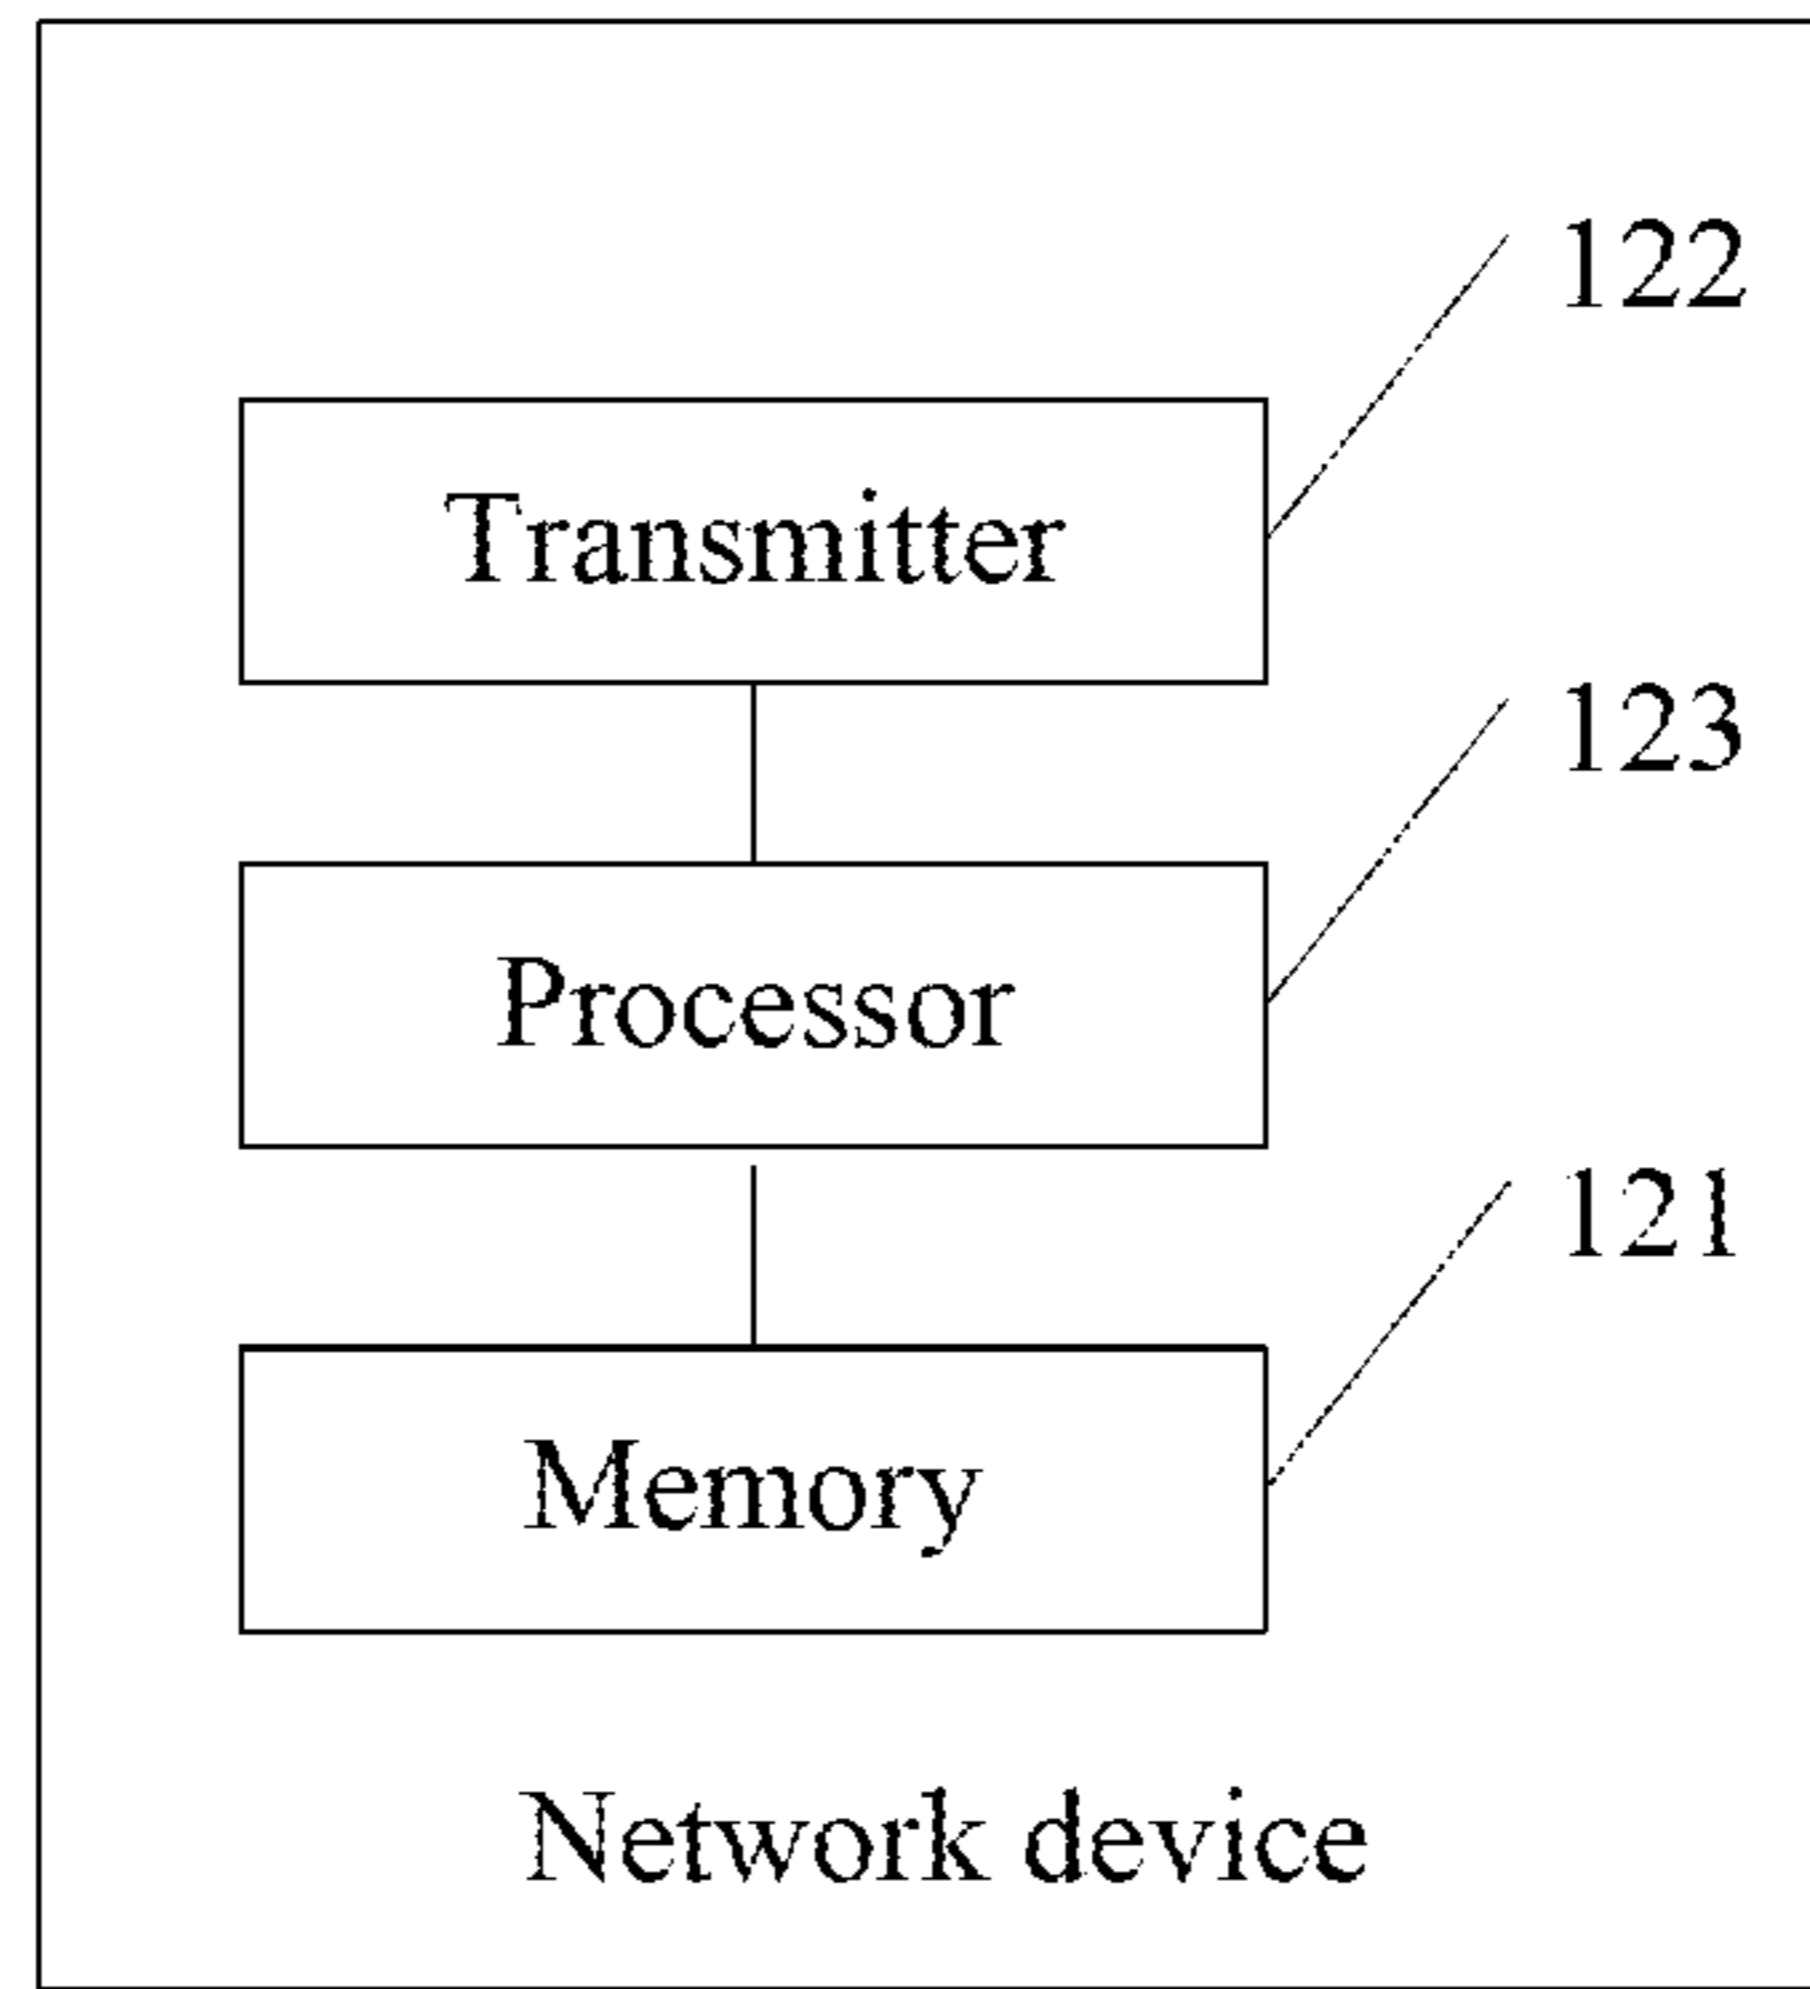 122
Transmitter
123
Processor
121
Memory
Network device